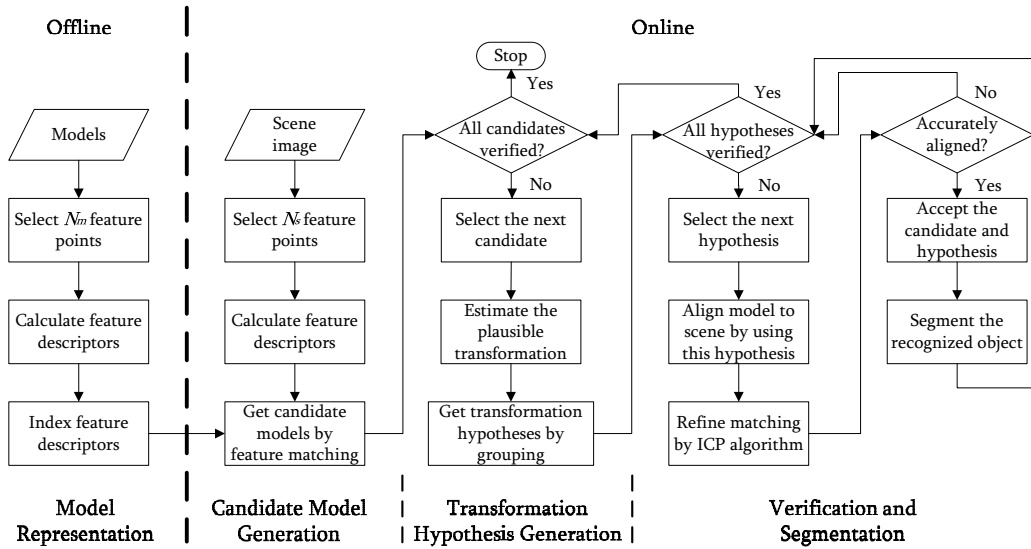 Offline
Online
Models
Select Nm feature
points
Calculate feature
descriptors
Index feature
descriptors
Model
Representation
Scene
image
Select Ns feature
points
Calculate feature
descriptors
Get candidate
models by
feature matching
Candidate Model
Generation
Stop
Yes
All candidates
verified?
No
Select the next
candidate
Estimate the
plausible
transformation
Get transformation
hypotheses by
grouping
Transformation
Hypothesis Generation
Yes
All hypotheses
verified?
No
Select the next
hypothesis
Align model to
scene by using
this hypothesis
Refine matching
by ICP algorithm
No
Accurately
aligned?
Yes
Accept the
candidate and
hypothesis
Segment the
recognized object
Verification and
Segmentation